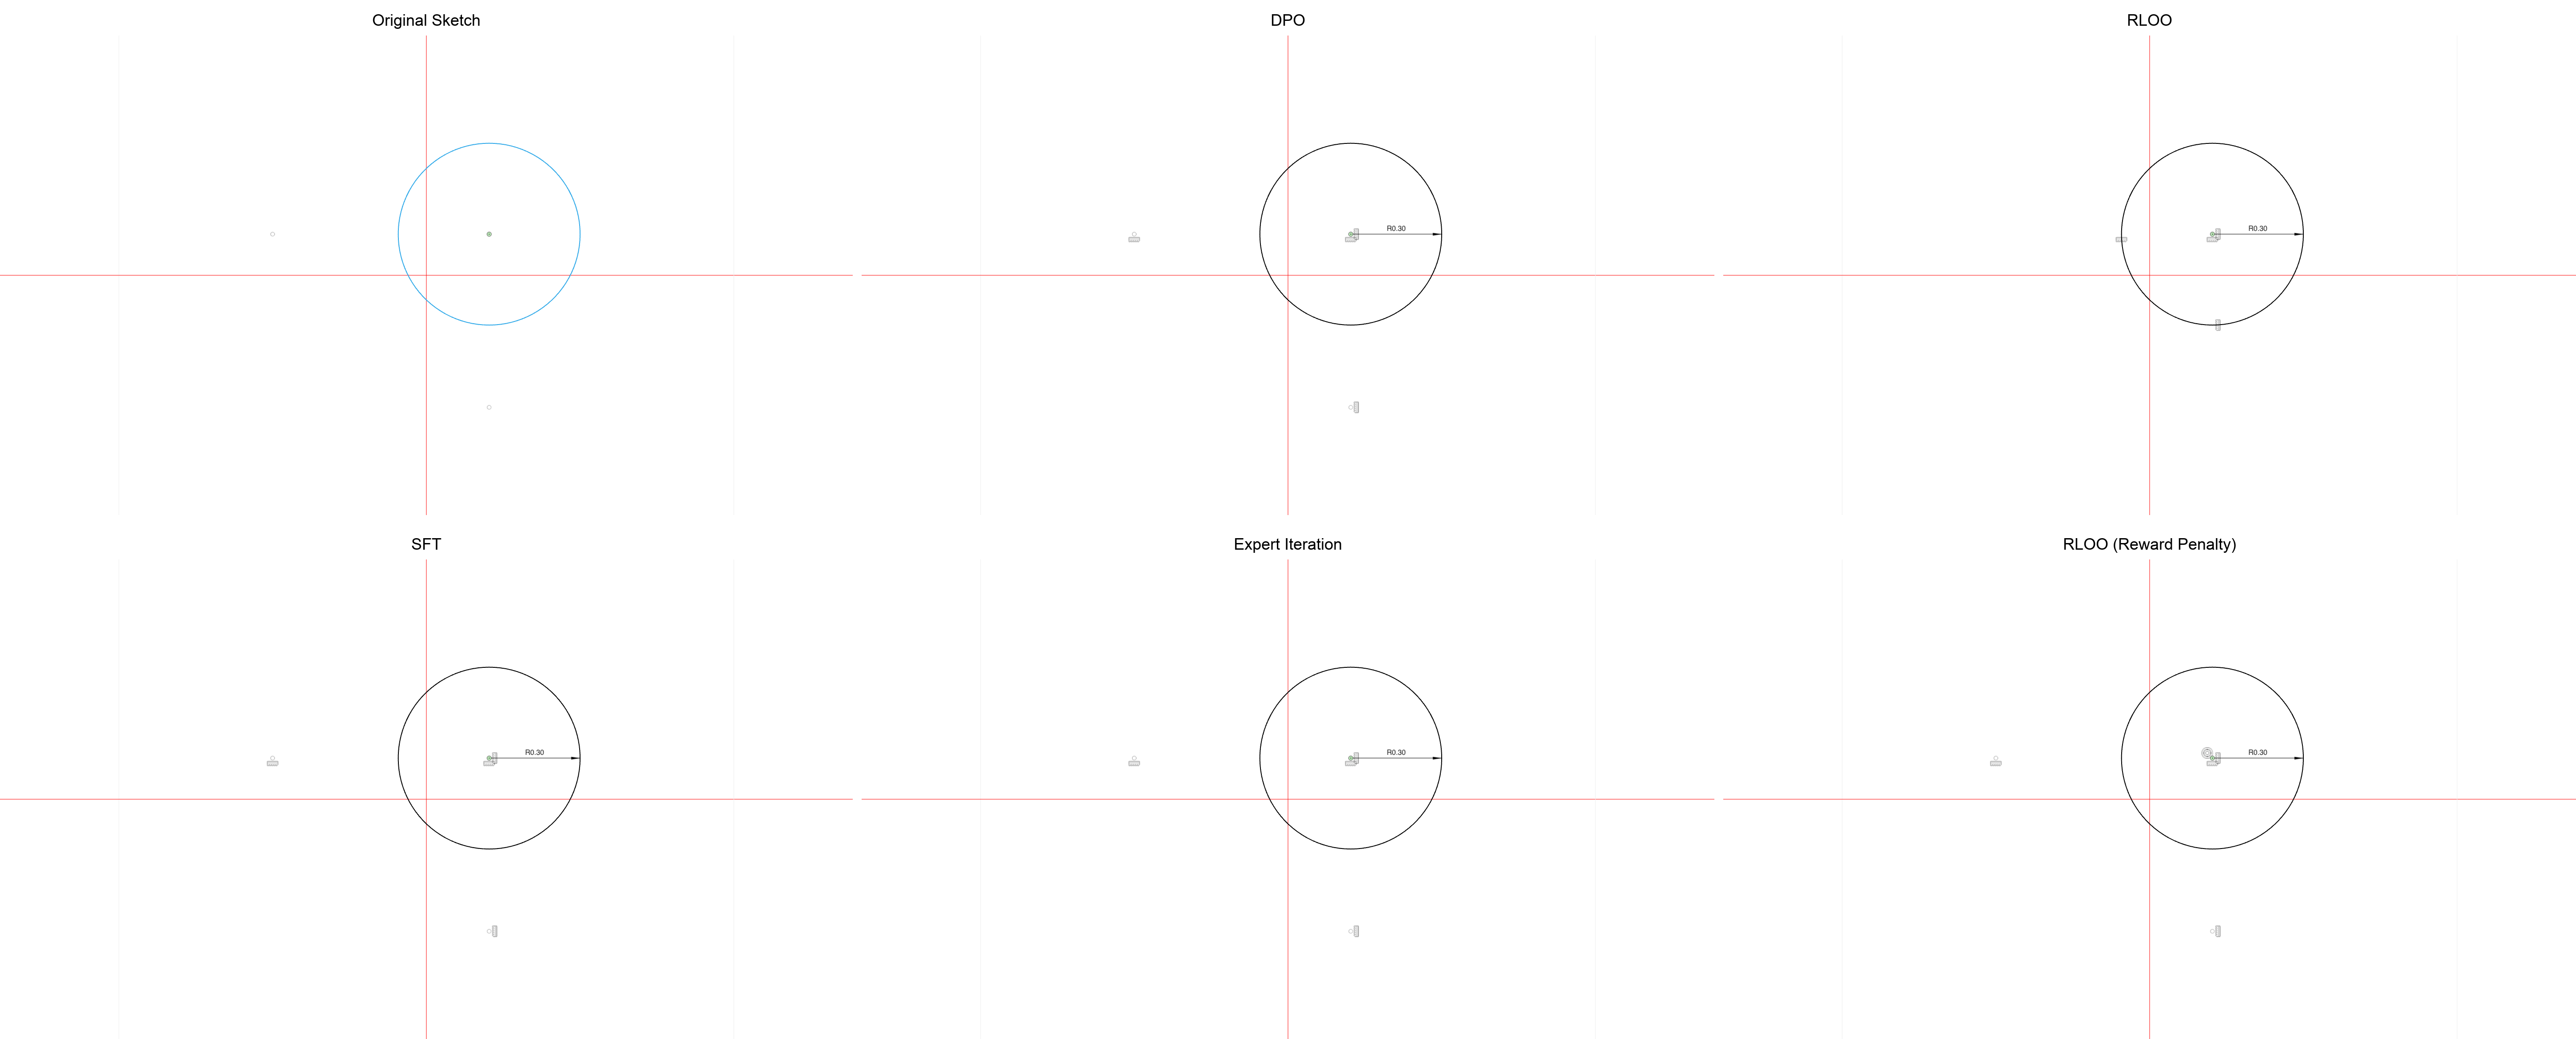 Original Sketch
DPO
RLOO
R0.30
R0.30
SFT
Expert Iteration
RLOO (Reward Penalty)
R0.30
R0.30
R0.30